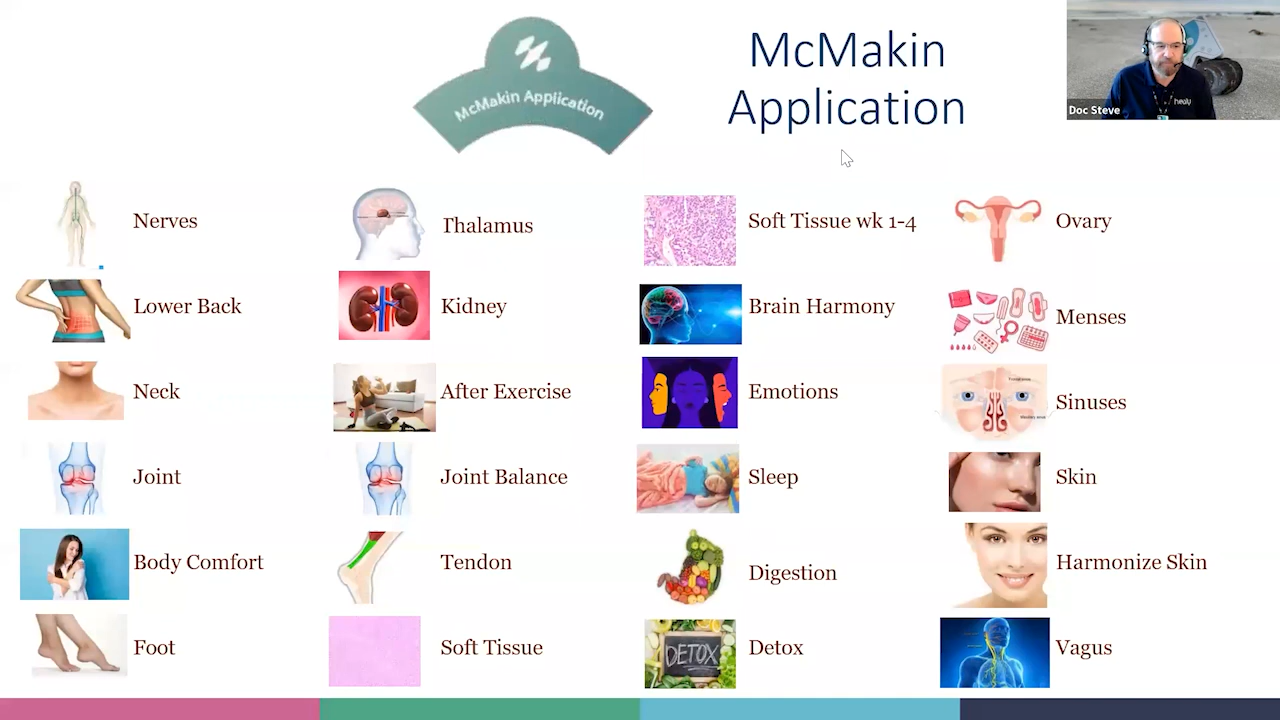 McMakin Application
McMakin
Application
healy
Doc Steve
Nerves
Thalamus
Soft Tissue wk 1-4
Ovary
Lower Back
Kidney
Brain Harmony
Menses
Neck
After Exercise
Emotions
Sinuses
Joint
Joint Balance
Sleep
Skin
Body Comfort
Tendon
Digestion
Harmonize Skin
Foot
Soft Tissue
DETOX
Detox
Vagus